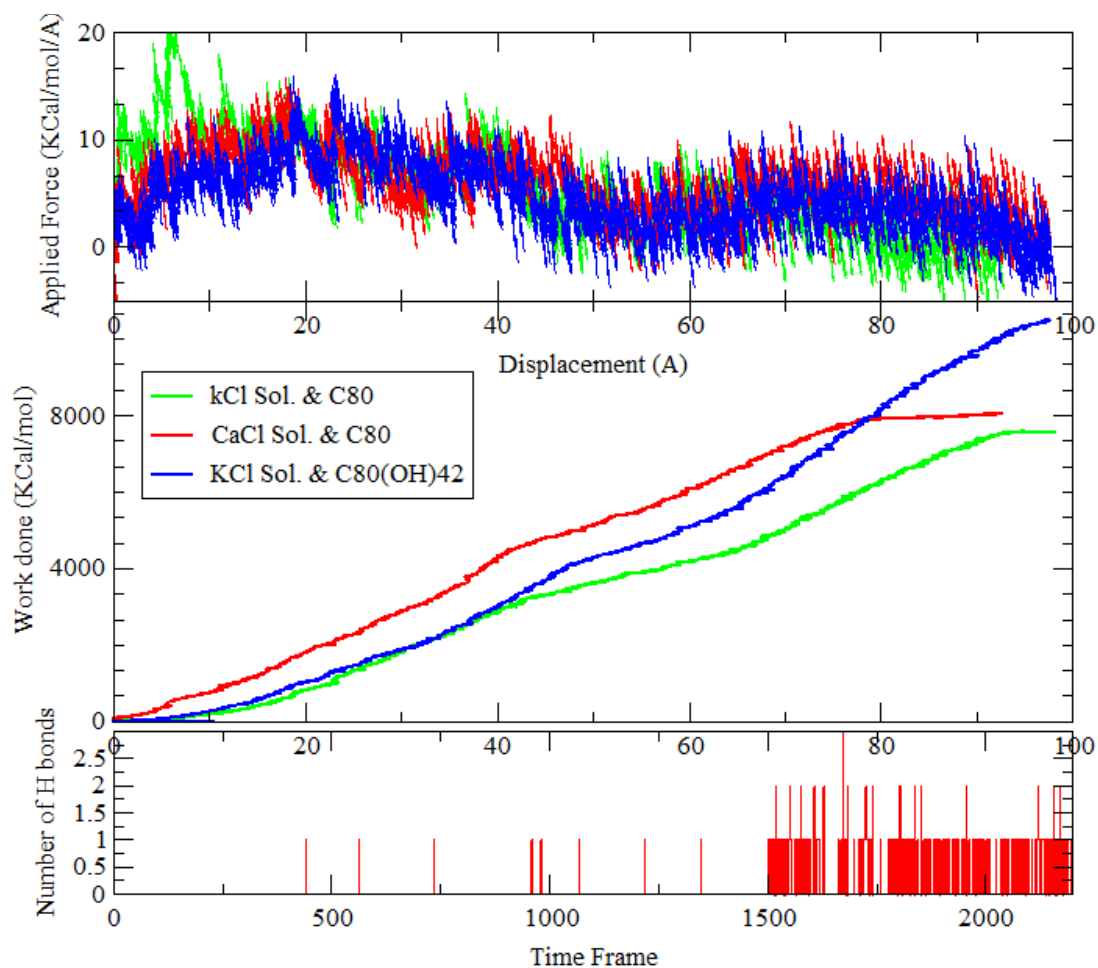 Applied Force (KCal/mol/A)
20
10
0
0 20 40 60 80 100
Displacement (A)
Work done (KCal/mol)
8000
4000
0
kCl Sol. & C80
CaCl Sol. & C80
KCl Sol. & C80(OH)42
0 20 40 60 80 100
Number of H bonds
2.5
2
1.5
1
0.5
0
0 500 1000 1500 2000
Time Frame